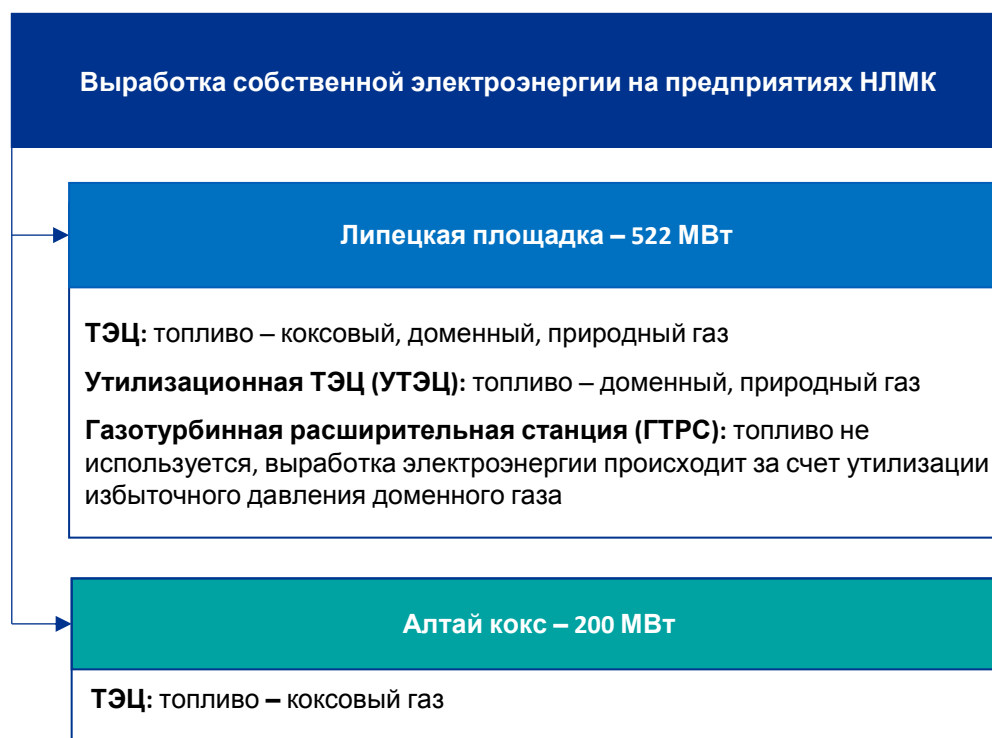 Выработка собственной электроэнергии на предприятиях НЛМК
Липецкая площадка – 522 МВт
ТЭЦ: топливо – коксовый, доменный, природный газ
Утилизационная ТЭЦ (УТЭЦ): топливо – доменный, природный газ
Газотурбинная расширительная станция (ГТРС): топливо не
используется, выработка электроэнергии происходит за счет утилизации
избыточного давления доменного газа
Алтай кокс – 200 МВт
ТЭЦ: топливо – коксовый газ